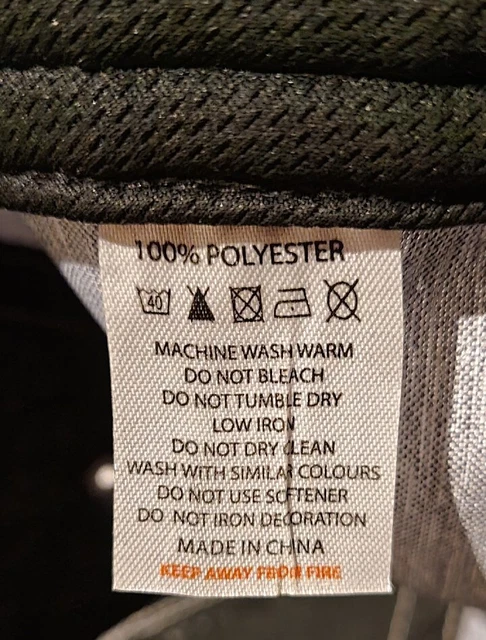 100% POLYESTER
40
MACHINE WASH WARM
DO NOT BLEACH
DO NOT TUMBLE DRY
LOW IRON
DO NOT DRY CLEAN
WASH WITH SIMILAR COLOURS
DO NOT USE SOFTENER
DO NOT IRON DECORATION
MADE IN CHINA
KEEP AWAY FROM FIRE